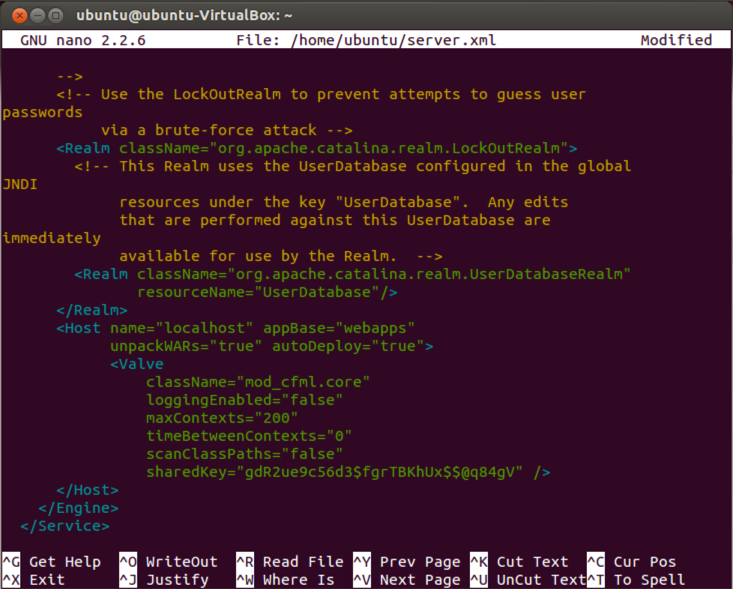 ubuntu@ubuntu-VirtualBox: ~
GNU nano 2.2.6 File: /home/ubuntu/server.xml Modified
-->
<!-- Use the LockOutRealm to prevent attempts to guess user
passwords
via a brute-force attack -->
<Realm className="org.apache.catalina.realm.LockOutRealm">
<!-- This Realm uses the UserDatabase configured in the global
JNDI
resources under the key "UserDatabase".  Any edits
that are performed against this UserDatabase are
immediately
available for use by the Realm.  -->
<Realm className="org.apache.catalina.realm.UserDatabaseRealm"
resourceName="UserDatabase"/>
</Realm>
<Host name="localhost" appBase="webapps"
unpackWARs="true" autoDeploy="true">
<Valve
className="mod_cfml.core"
loggingEnabled="false"
maxContexts="200"
timeBetweenContexts="0"
scanClassPaths="false"
sharedKey="gdR2ue9c56d3$fgrTBKhUx$$@q84gV" />
</Host>
</Engine>
</Service>
^G Get Help ^O WriteOut ^R Read File ^Y Prev Page ^K Cut Text ^C Cur Pos
^X Exit ^J Justify ^W Where Is ^V Next Page ^U UnCut Text ^T To Spell